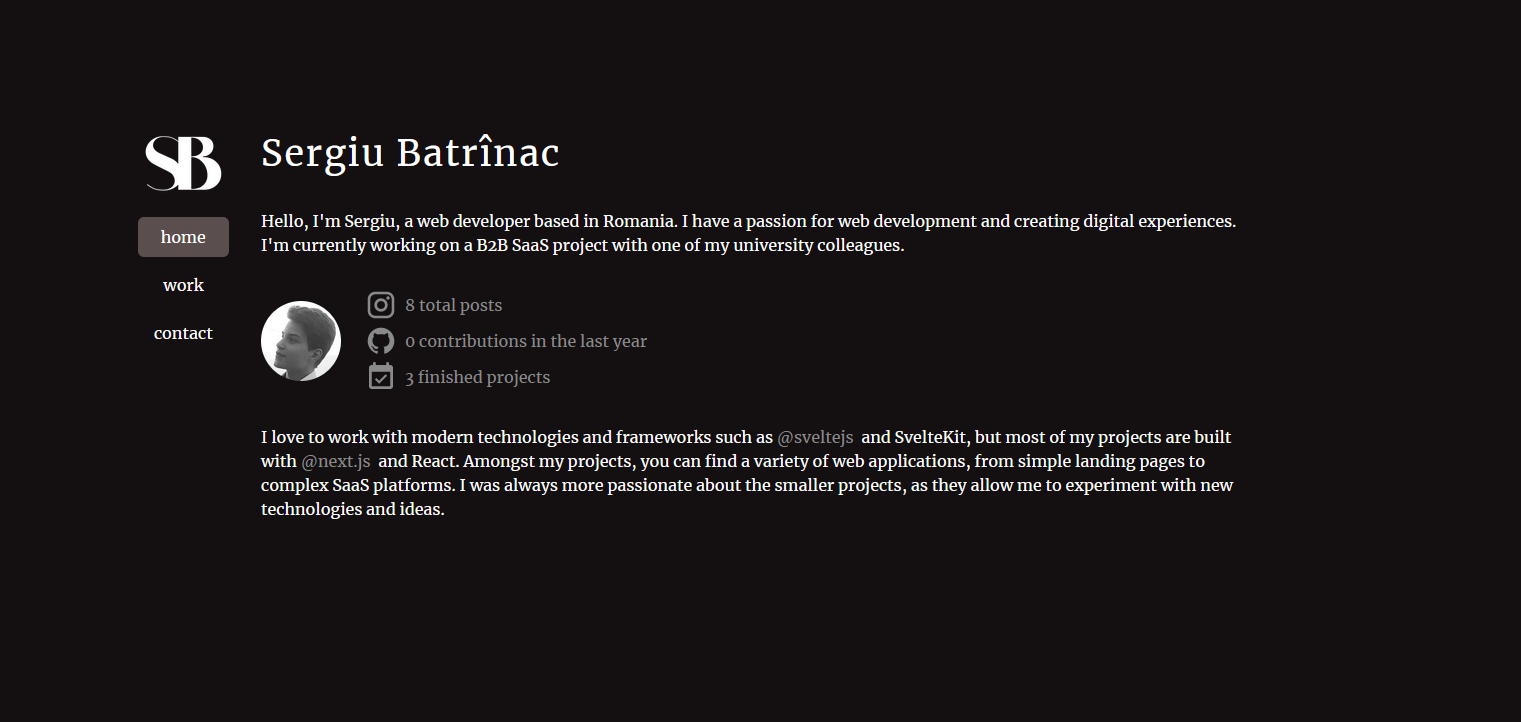 SB
Sergiu Batrînac
home
work
contact
Hello, I'm Sergiu, a web developer based in Romania. I have a passion for web development and creating digital experiences.
I'm currently working on a B2B SaaS project with one of my university colleagues.
8 total posts
0 contributions in the last year
3 finished projects
I love to work with modern technologies and frameworks such as @sveltejs and SvelteKit, but most of my projects are built
with @next.js and React. Amongst my projects, you can find a variety of web applications, from simple landing pages to
complex SaaS platforms. I was always more passionate about the smaller projects, as they allow me to experiment with new
technologies and ideas.